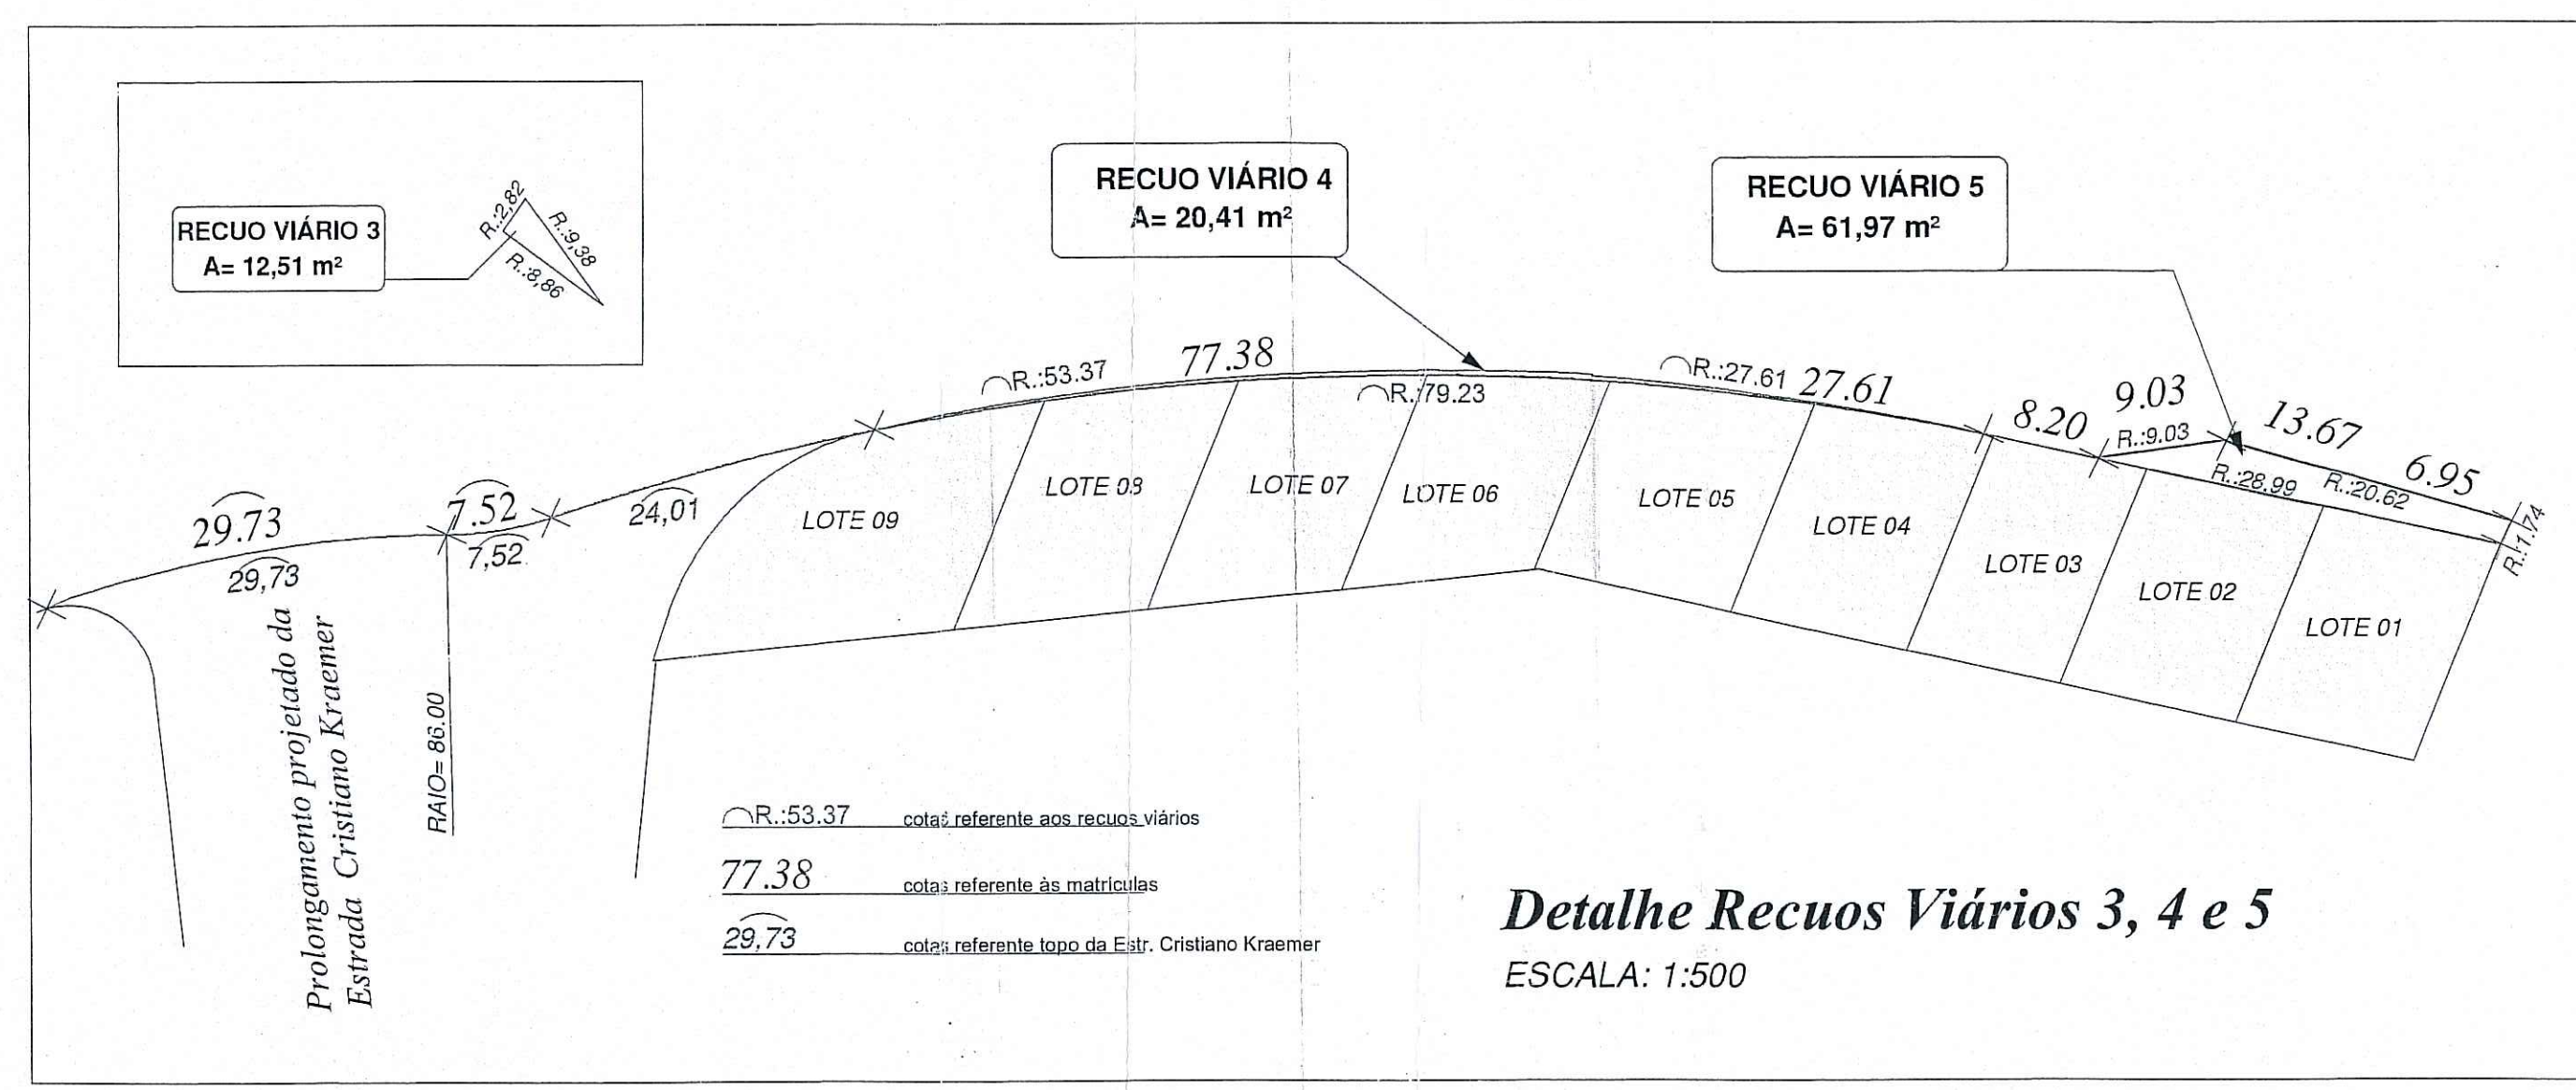 RECUO VIÁRIO 3
A= 12,51 m²
R.:2,82
R.:9,38
R.:8,86
RECUO VIÁRIO 4
A= 20,41 m²
RECUO VIÁRIO 5
A= 61,97 m²
R.:53.37
77.38
R.:79.23
R.:27.61
27.61
8.20
9.03
R.:9.03
13.67
6.95
R.:28.99
R.:20.62
R.:1.74
29.73
29,73
7.52
7,52
24,01
LOTE 09
LOTE 08
LOTE 07
LOTE 06
LOTE 05
LOTE 04
LOTE 03
LOTE 02
LOTE 01
Prolongamento projetado da
Estrada Cristiano Kraemer
RAIO= 86.00
R.:53.37 cotas referente aos recuos viários
77.38 cotas referente às matrículas
29,73 cotas referente topo da Estr. Cristiano Kraemer
Detalhe Recuos Viários 3, 4 e 5
ESCALA: 1:500